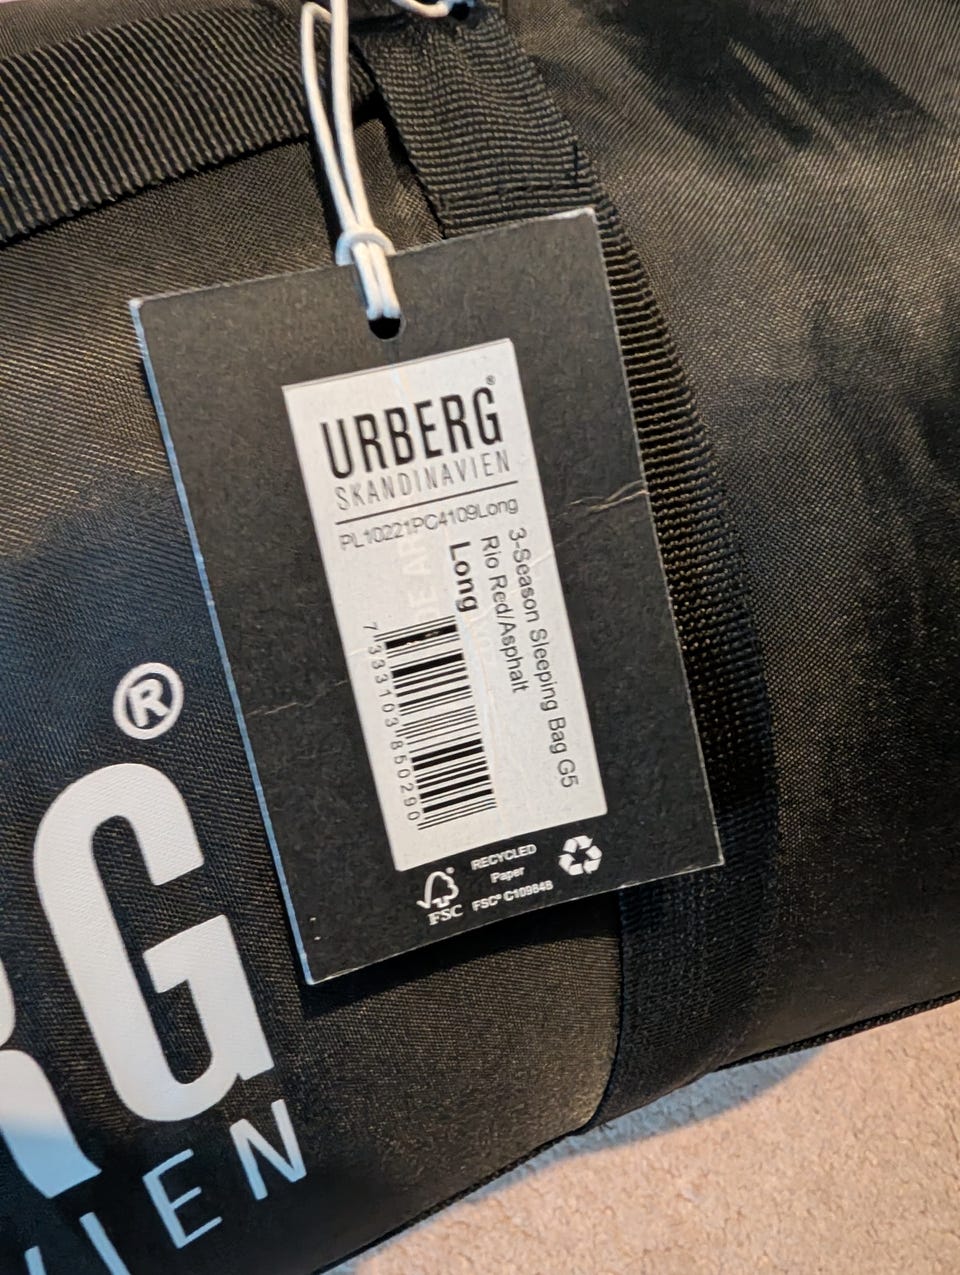 URBERG®
SKANDINAVIEN
PL10221PC4109Long
3-Season Sleeping Bag G5
Rio Red/Asphalt
Long
7333103850290
RECYCLED
Paper
FSC® C109848
FSC
®
RG
VIEN